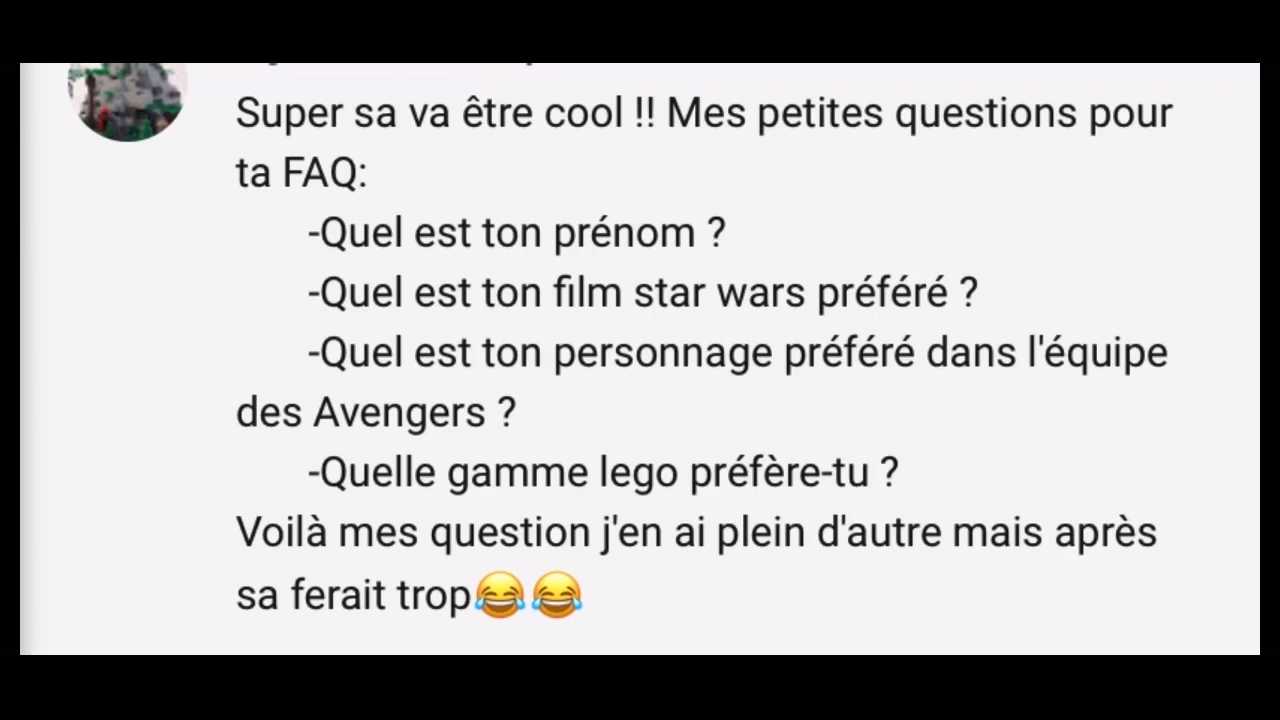 Super sa va être cool !! Mes petites questions pour
ta FAQ:
-Quel est ton prénom ?
-Quel est ton film star wars préféré ?
-Quel est ton personnage préféré dans l'équipe
des Avengers ?
-Quelle gamme lego préfère-tu ?
Voilà mes question j'en ai plein d'autre mais après
sa ferait trop😂😂